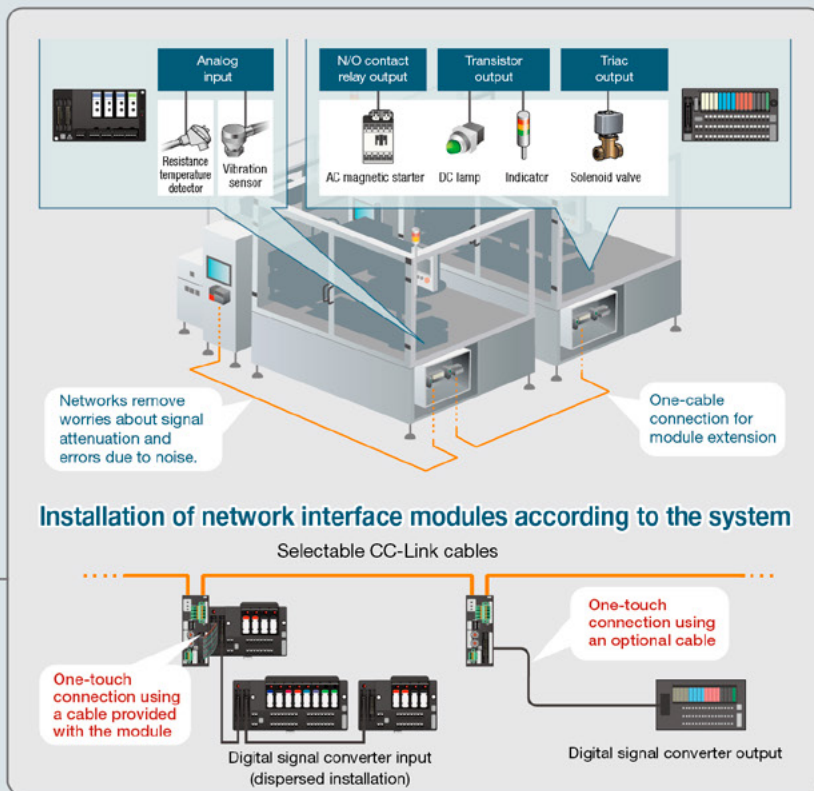 Analog
input
N/O contact
relay output
Transistor
output
Triac
output
Resistance
temperature
detector
Vibration
sensor
AC magnetic starter
DC lamp
Indicator
Solenoid valve
Networks remove
worries about signal
attenuation and
errors due to noise.
One-cable
connection for
module extension
Installation of network interface modules according to the system
Selectable CC-Link cables
One-touch
connection using
an optional cable
One-touch
connection using
a cable provided
with the module
Digital signal converter input
(dispersed installation)
Digital signal converter output